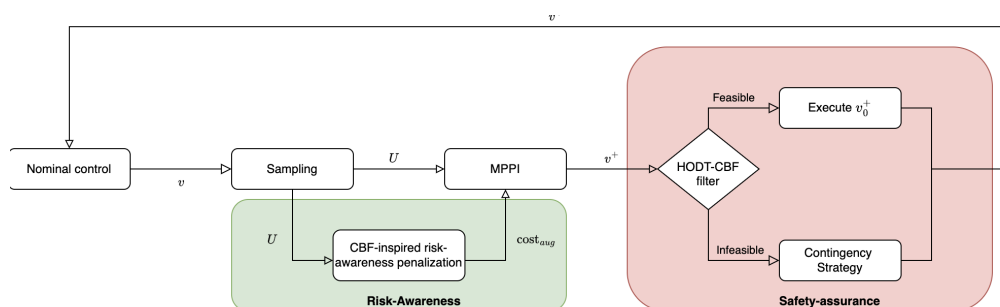 v
Feasible
Execute v₀⁺
Nominal control
v
Sampling
U
MPPI
v⁺
HODT-CBF
filter
U
CBF-inspired risk-
awareness penalization
cost_aug
Infeasible
Contingency
Strategy
Risk-Awareness
Safety-assurance